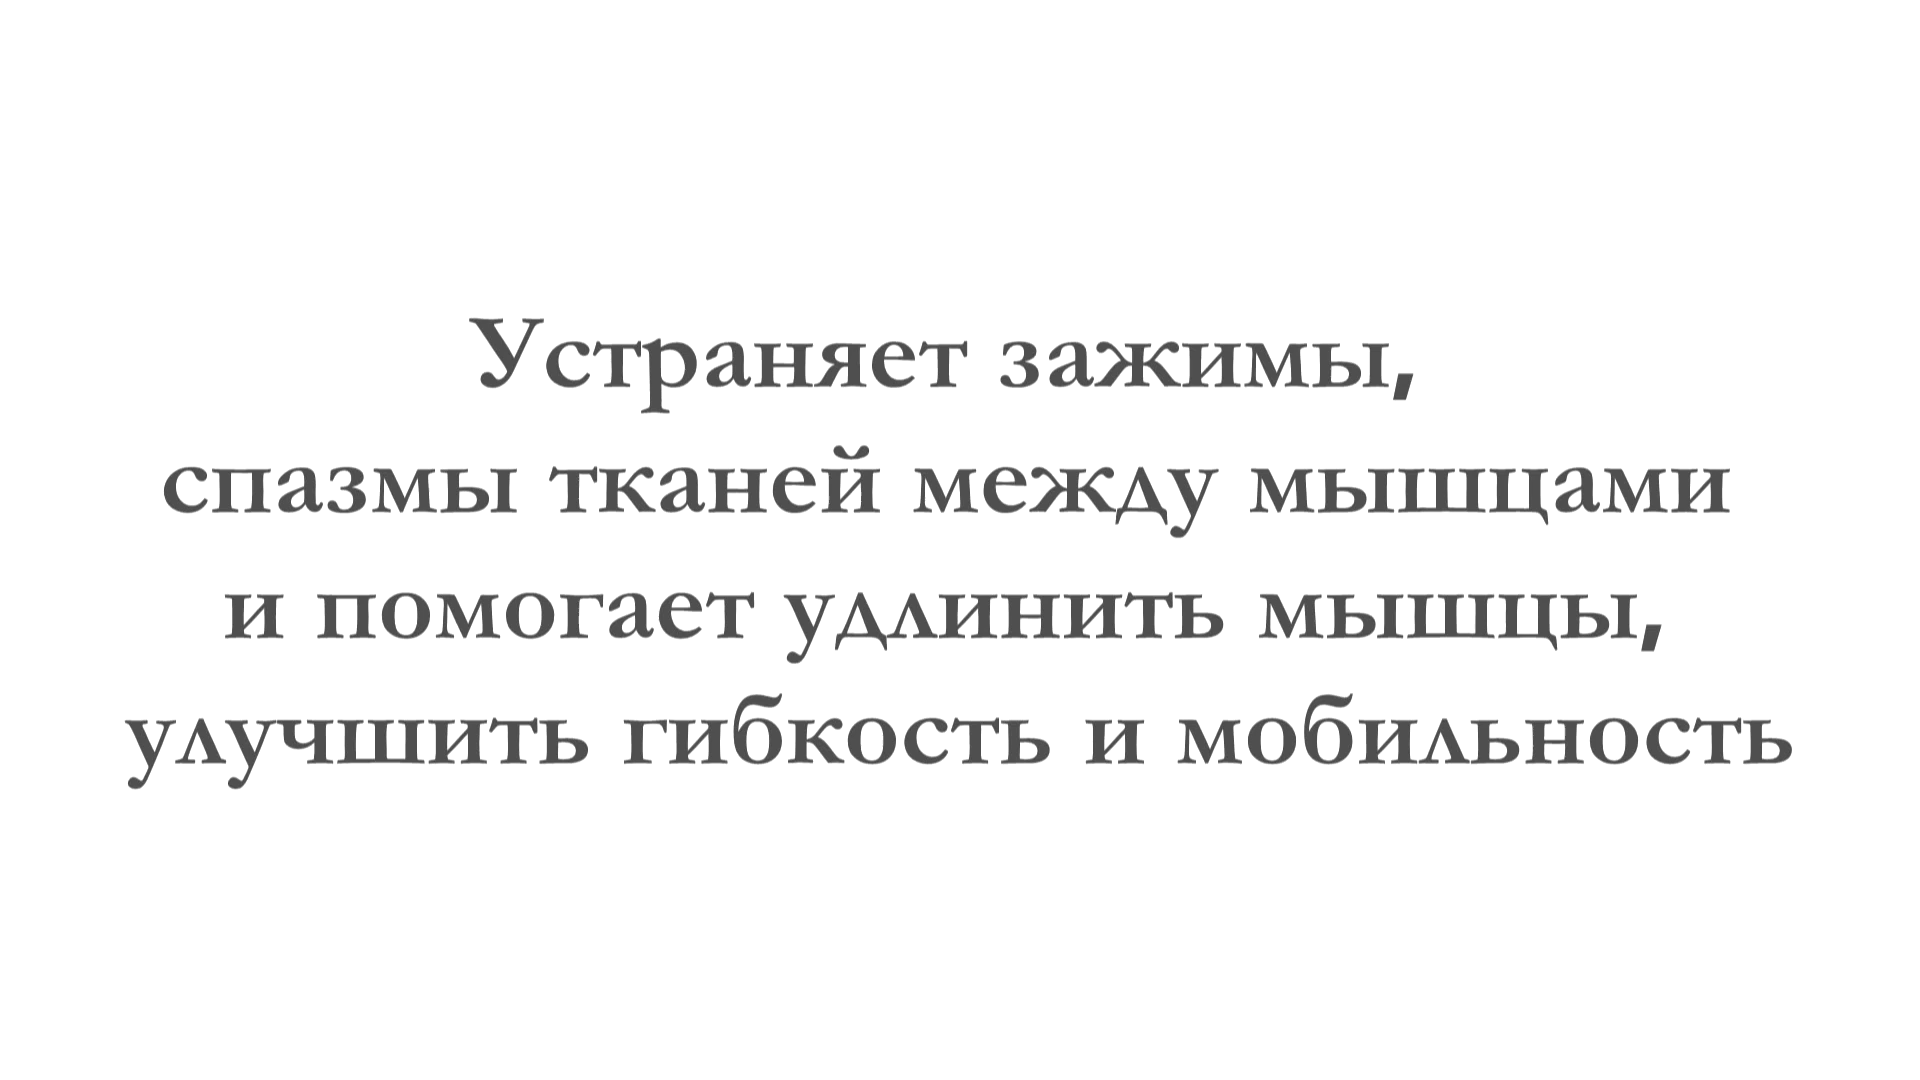 Устраняет зажимы,
спазмы тканей между мышцами
и помогает удлинить мышцы,
улучшить гибкость и мобильность